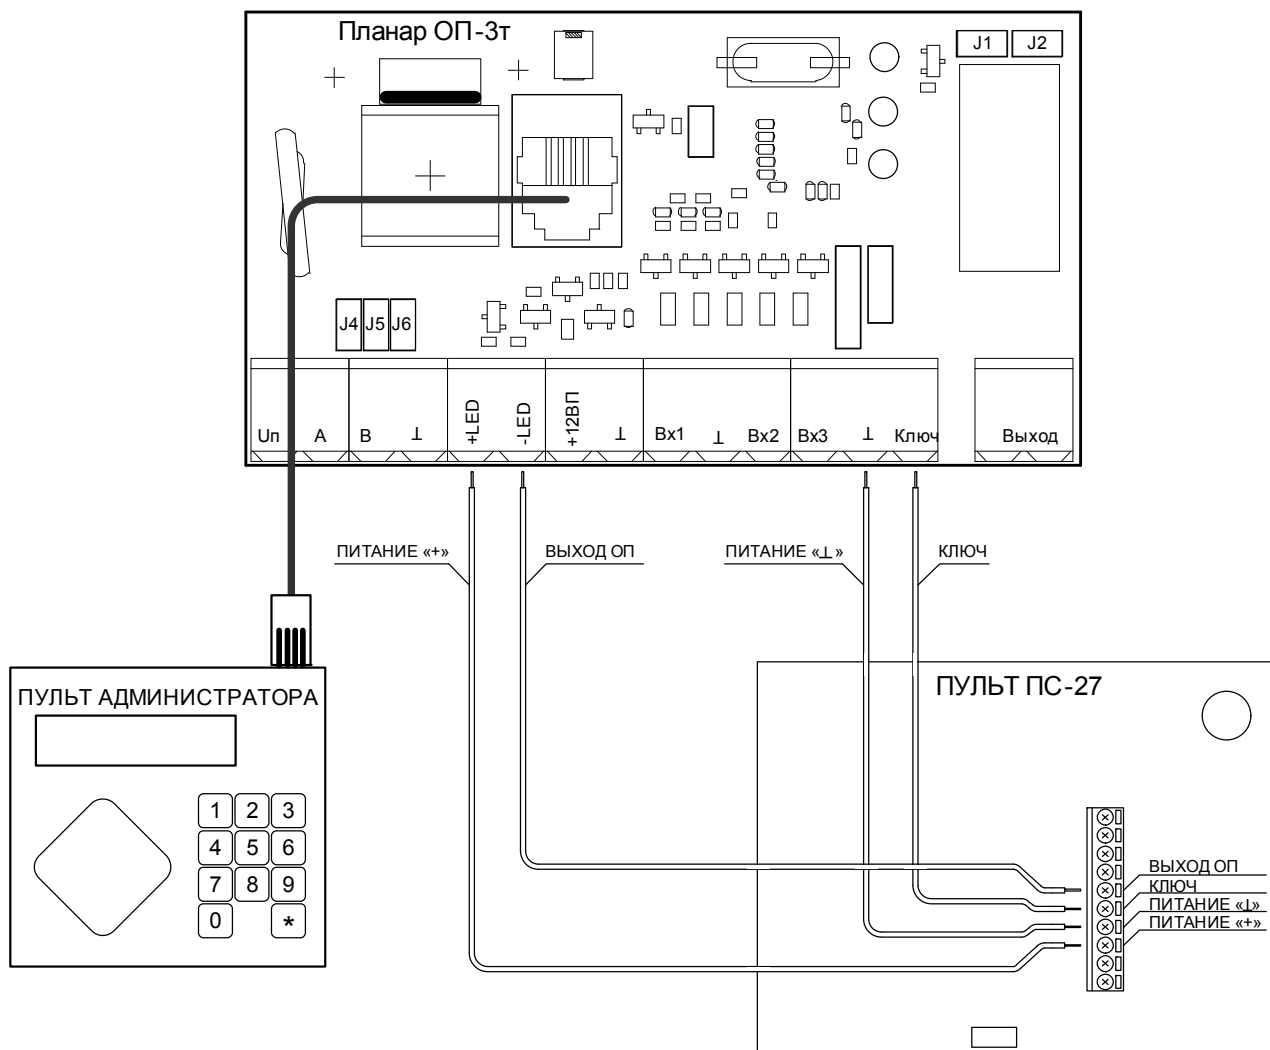 Планар ОП-3т
J1 J2
J4 J5 J6
Uп А В ⊥ +LED -LED +12ВП ⊥ Вх1 ⊥ Вх2 Вх3 ⊥ Ключ Выход
ПИТАНИЕ «+» ВЫХОД ОП ПИТАНИЕ «⊥» КЛЮЧ
ПУЛЬТ АДМИНИСТРАТОРА
1 2 3
4 5 6
7 8 9
0 *
ПУЛЬТ ПС-27
ВЫХОД ОП
КЛЮЧ
ПИТАНИЕ «⊥»
ПИТАНИЕ «+»